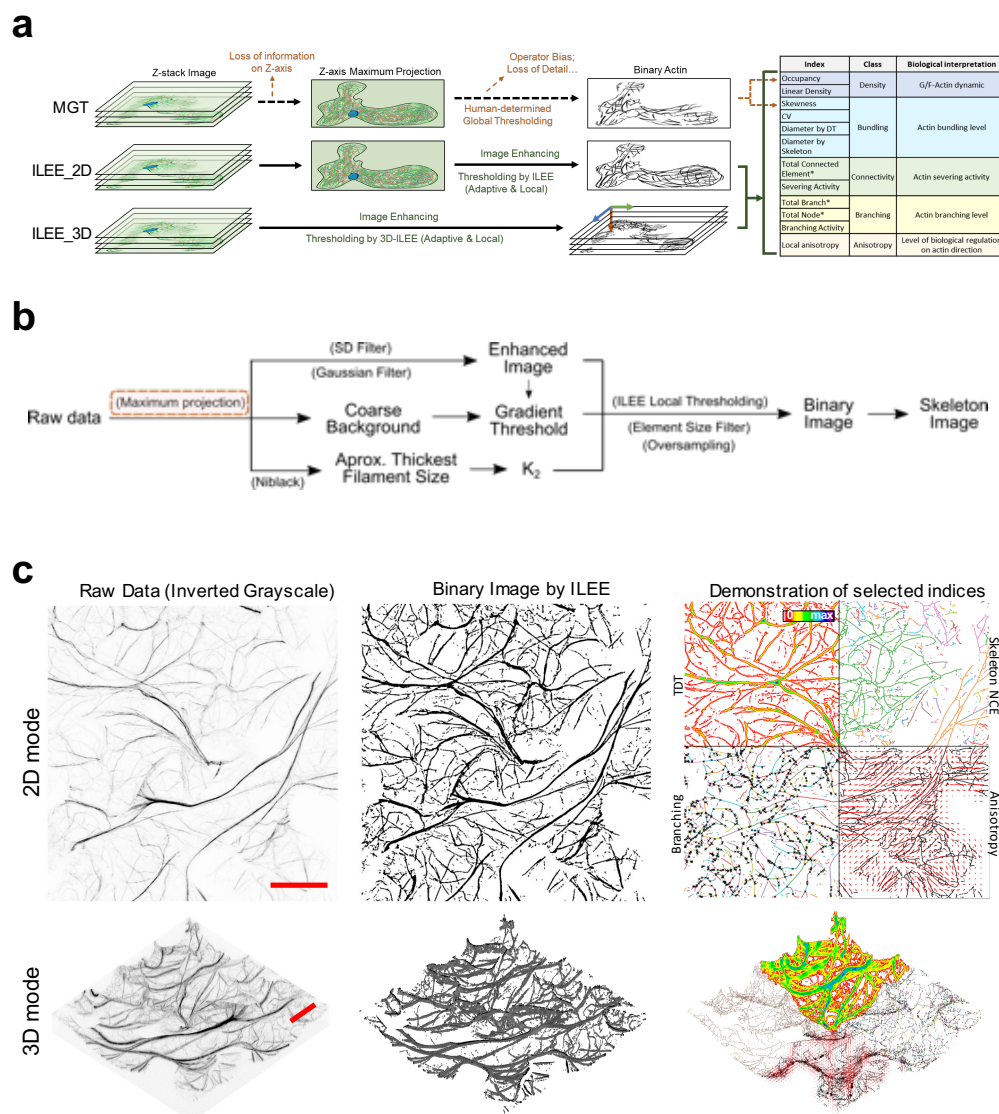 a
Loss of information
on Z-axis
Operator Bias;
Loss of Detail...
Z-stack Image
Z-axis Maximum Projection
Binary Actin
MGT
Human-determined
Global Thresholding
ILEE_2D
Image Enhancing
Thresholding by ILEE
(Adaptive & Local)
ILEE_3D
Image Enhancing
Thresholding by 3D-ILEE (Adaptive & Local)
Index Class Biological interpretation
Occupancy
Linear Density
Density
G/F-Actin dynamic
Skewness
CV
Diameter by DT
Diameter by
Skeleton
Bundling
Actin bundling level
Total Connected
Element*
Severing Activity
Connectivity
Actin severing activity
Total Branch*
Total Node*
Branching Activity
Branching
Actin branching level
Local anisotropy
Anisotropy
Level of biological regulation
on actin direction
b
Raw data
(Maximum projection)
(SD Filter)
(Gaussian Filter)
Enhanced
Image
Coarse
Background
Gradient
Threshold
(Niblack)
Aprox. Thickest
Filament Size
K2
(ILEE Local Thresholding)
(Element Size Filter)
(Oversampling)
Binary
Image
Skeleton
Image
c
Raw Data (Inverted Grayscale)
Binary Image by ILEE
Demonstration of selected indices
2D mode
0 max
TDT
Skeleton NCE
Branching
Anisotropy
3D mode